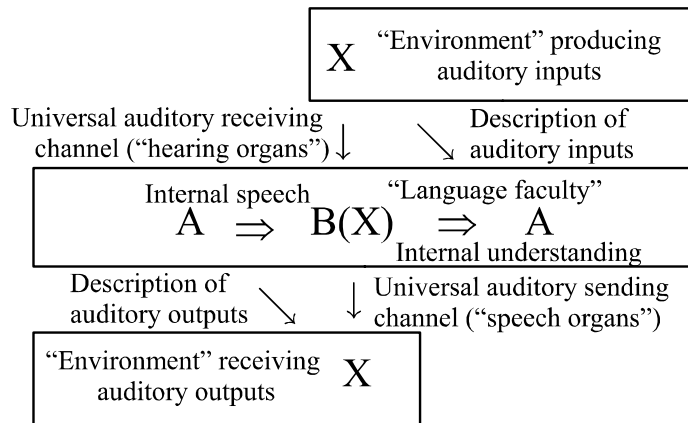 “Environment” producing
X
auditory inputs
Universal auditory receiving
channel (“hearing organs”)
↓
↘
Description of
auditory inputs
Internal speech
“Language faculty”
A ⇒ B(X) ⇒ A
Internal understanding
Description of
auditory outputs
↘
↓
Universal auditory sending
channel (“speech organs”)
“Environment” receiving
auditory outputs
X